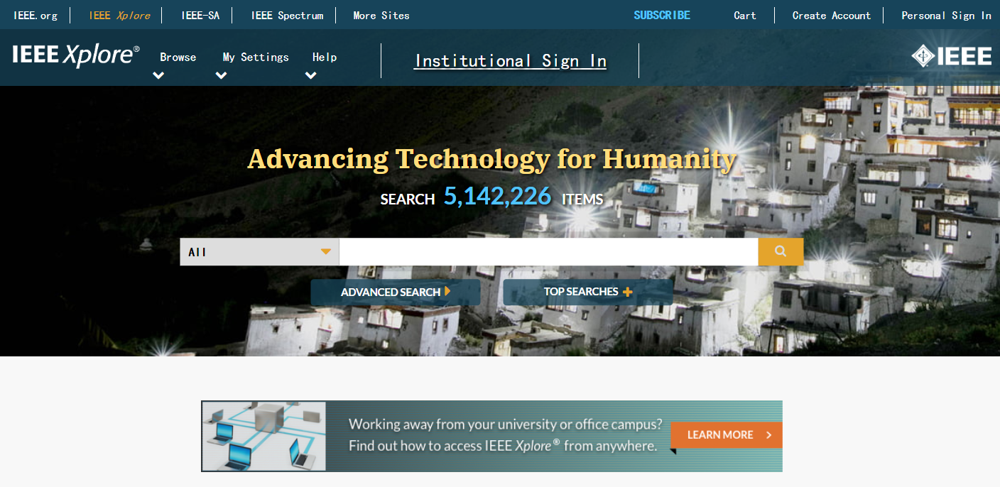 IEEE.org IEEE Xplore IEEE-SA IEEE Spectrum More Sites SUBSCRIBE Cart Create Account Personal Sign In
IEEE Xplore® Browse My Settings Help Institutional Sign In IEEE
Advancing Technology for Humanity
SEARCH 5,142,226 ITEMS
All
ADVANCED SEARCH TOP SEARCHES
Working away from your university or office campus?
Find out how to access IEEE Xplore® from anywhere.
LEARN MORE